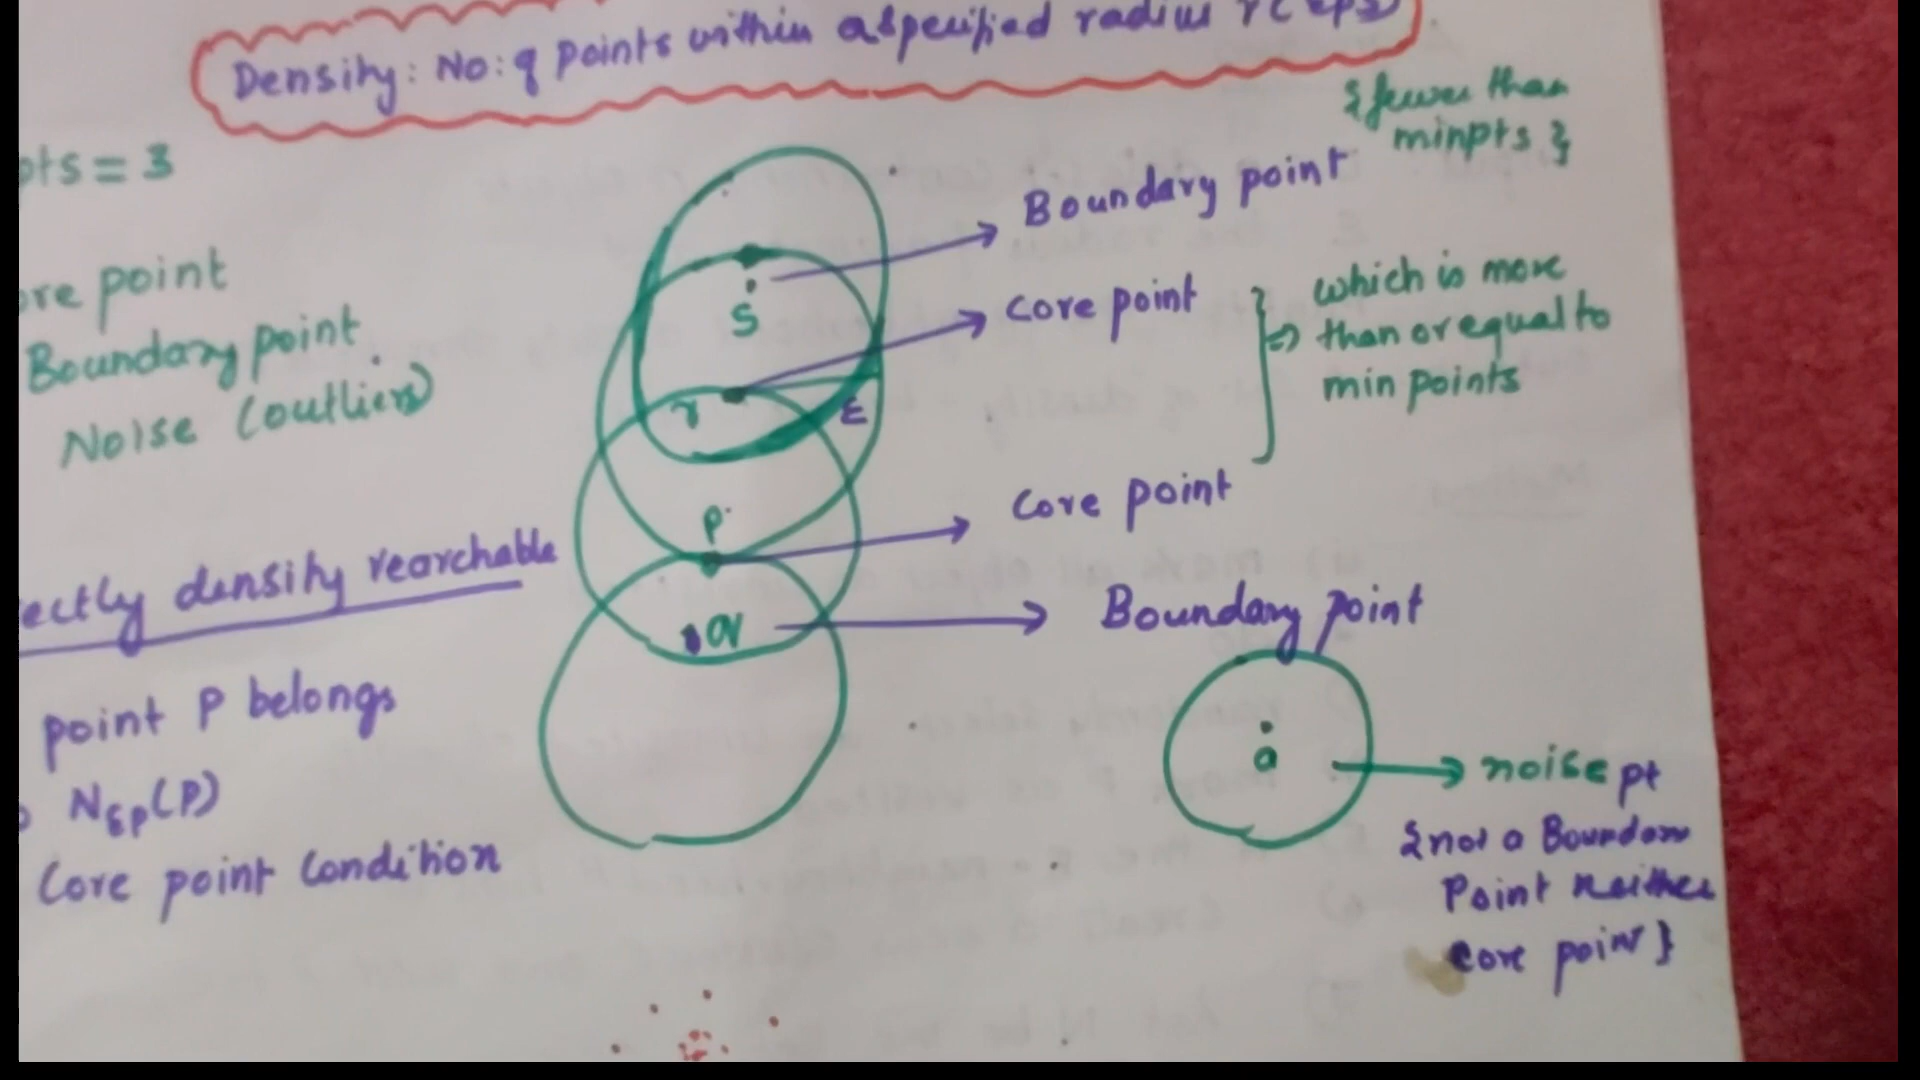 Density: No: of points within a specified radius r(eps)
{fewer than
minpts }
pts = 3
Boundary point
Core point
which is more
than or equal to
min points
ore point
Boundary point
Noise (outliers)
S
r
ε
P
Core point
q
Boundary point
ectly density rearchable
point P belongs
NEp(P)
Core point Condition
a
noise pt
{not a Boundary
Point neither
core point}